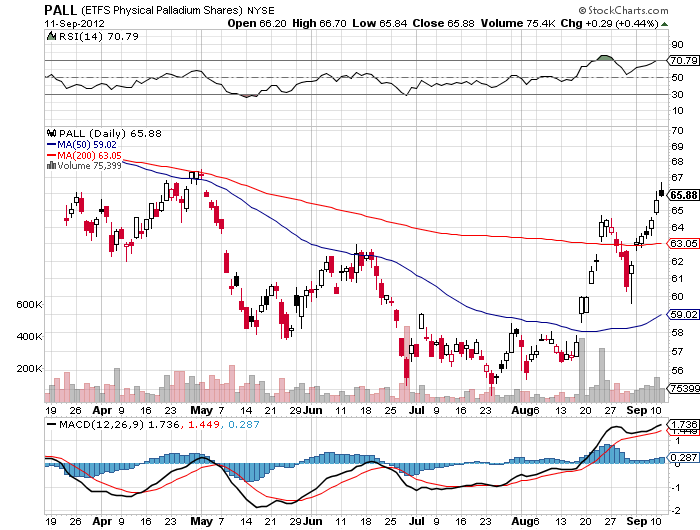 PALL (ETFS Physical Palladium Shares) NYSE © StockCharts.com
11-Sep-2012 Open 66.20 High 66.70 Low 65.84 Close 65.88 Volume 75.4K Chg +0.29 (+0.44%)
RSI(14) 70.79
90
70.79
50
30
10
PALL (Daily) 65.88
MA(50) 59.02
MA(200) 63.05
Volume 75,399
70
69
68
67
65.88
65
64
63.05
62
61
60
59.02
58
57
56
75399
600K
400K
200K
19 26 Apr 9 16 23 May 7 14 21 29 Jun 11 18 25 Jul 9 16 23 Aug 6 13 20 27 Sep 10
MACD(12,26,9) 1.736, 1.449, 0.287
1.736
1.449
0.287
0
-1
-2
19 26 Apr 9 16 23 May 7 14 21 29 Jun 11 18 25 Jul 9 16 23 Aug 6 13 20 27 Sep 10